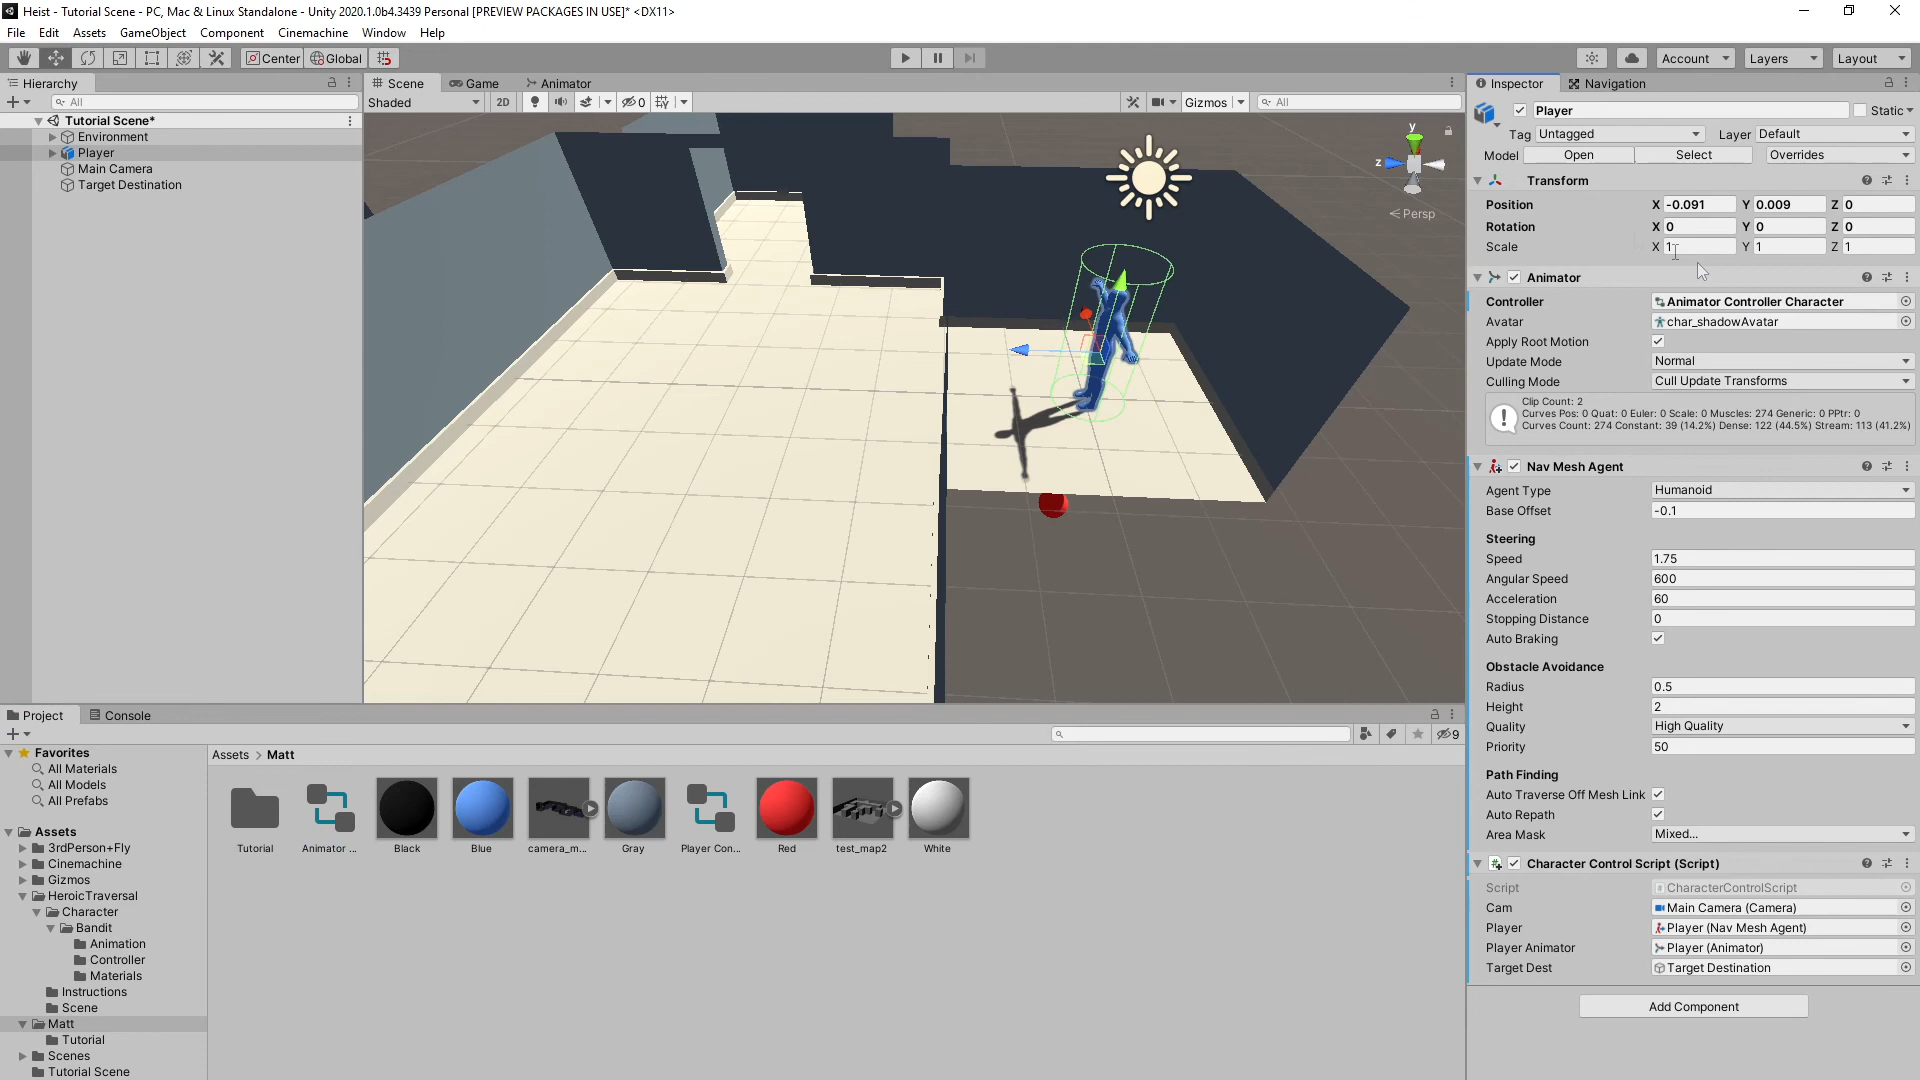 Heist - Tutorial Scene - PC, Mac & Linux Standalone - Unity 2020.1.0b4.3439 Personal [PREVIEW PACKAGES IN USE]* <DX11>
File Edit Assets GameObject Component Cinemachine Window Help
Center Global Account Layers Layout
Hierarchy
All
Tutorial Scene*
Environment
Player
Main Camera
Target Destination
Scene Game Animator
Shaded 2D 0 Gizmos All
y
z
Persp
Inspector Navigation
Player Static
Tag Untagged Layer Default
Model Open Select Overrides
Transform
Position X -0.091 Y 0.009 Z 0
Rotation X 0 Y 0 Z 0
Scale X 1 Y 1 Z 1
Animator
Controller Animator Controller Character
Avatar char_shadowAvatar
Apply Root Motion
Update Mode Normal
Culling Mode Cull Update Transforms
Clip Count: 2
Curves Pos: 0 Quat: 0 Euler: 0 Scale: 0 Muscles: 274 Generic: 0 PPtr: 0
Curves Count: 274 Constant: 39 (14.2%) Dense: 122 (44.5%) Stream: 113 (41.2%)
Nav Mesh Agent
Agent Type Humanoid
Base Offset -0.1
Steering
Speed 1.75
Angular Speed 600
Acceleration 60
Stopping Distance 0
Auto Braking
Obstacle Avoidance
Radius 0.5
Height 2
Quality High Quality
Priority 50
Path Finding
Auto Traverse Off Mesh Link
Auto Repath
Area Mask Mixed...
Character Control Script (Script)
Script CharacterControlScript
Cam Main Camera (Camera)
Player Player (Nav Mesh Agent)
Player Animator Player (Animator)
Target Dest Target Destination
Add Component
Project Console
9
Favorites
All Materials
All Models
All Prefabs
Assets
3rdPerson+Fly
Cinemachine
Gizmos
HeroicTraversal
Character
Bandit
Animation
Controller
Materials
Instructions
Scene
Matt
Tutorial
Scenes
Tutorial Scene
Assets > Matt
Tutorial Animator ... Black Blue camera_m... Gray Player Con... Red test_map2 White